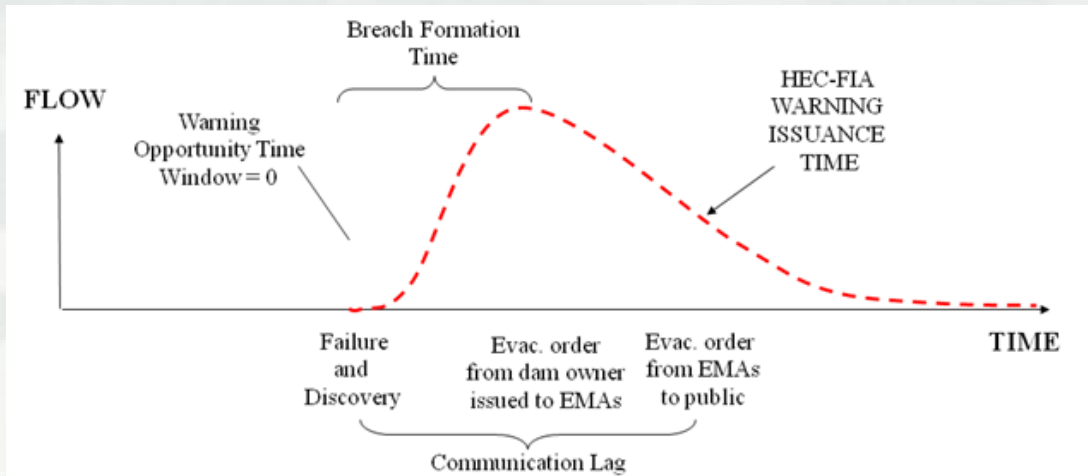 Breach Formation
Time
FLOW
Warning
Opportunity Time
Window = 0
HEC-FIA
WARNING
ISSUANCE
TIME
TIME
Failure
and
Discovery
Evac. order
from dam owner
issued to EMAs
Evac. order
from EMAs
to public
Communication Lag